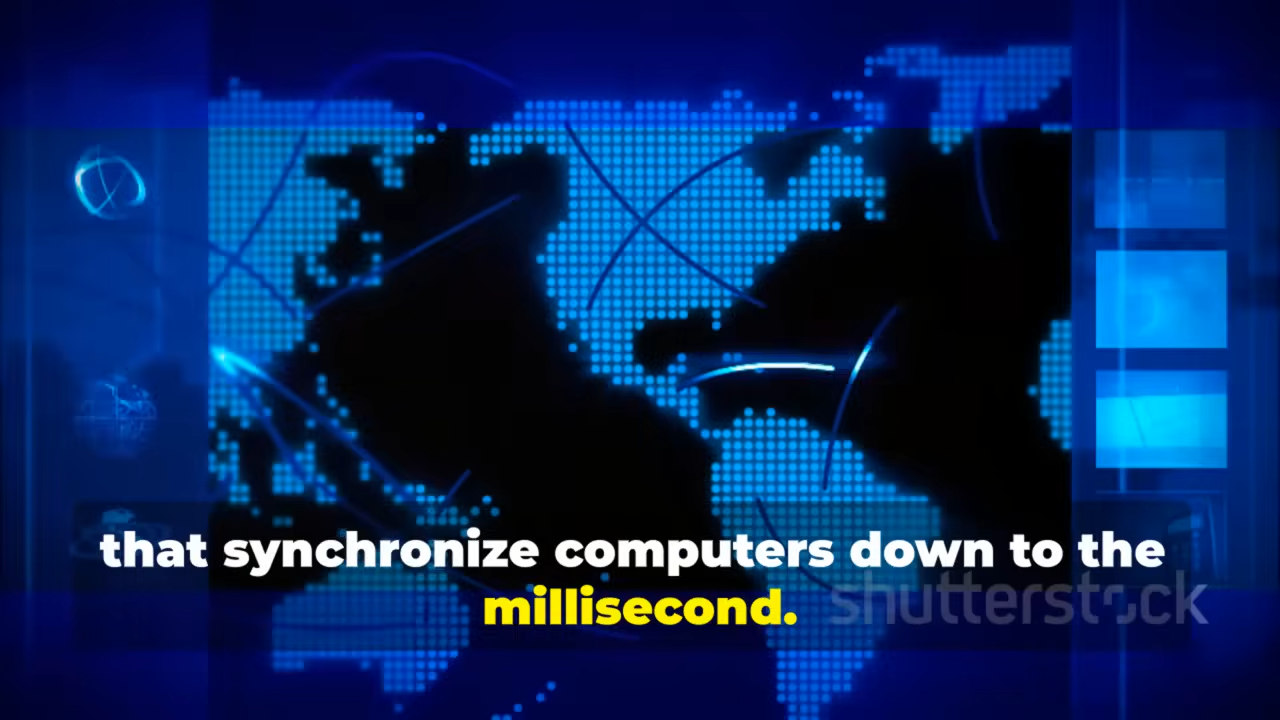 that synchronize computers down to the
millisecond.
shutterstock